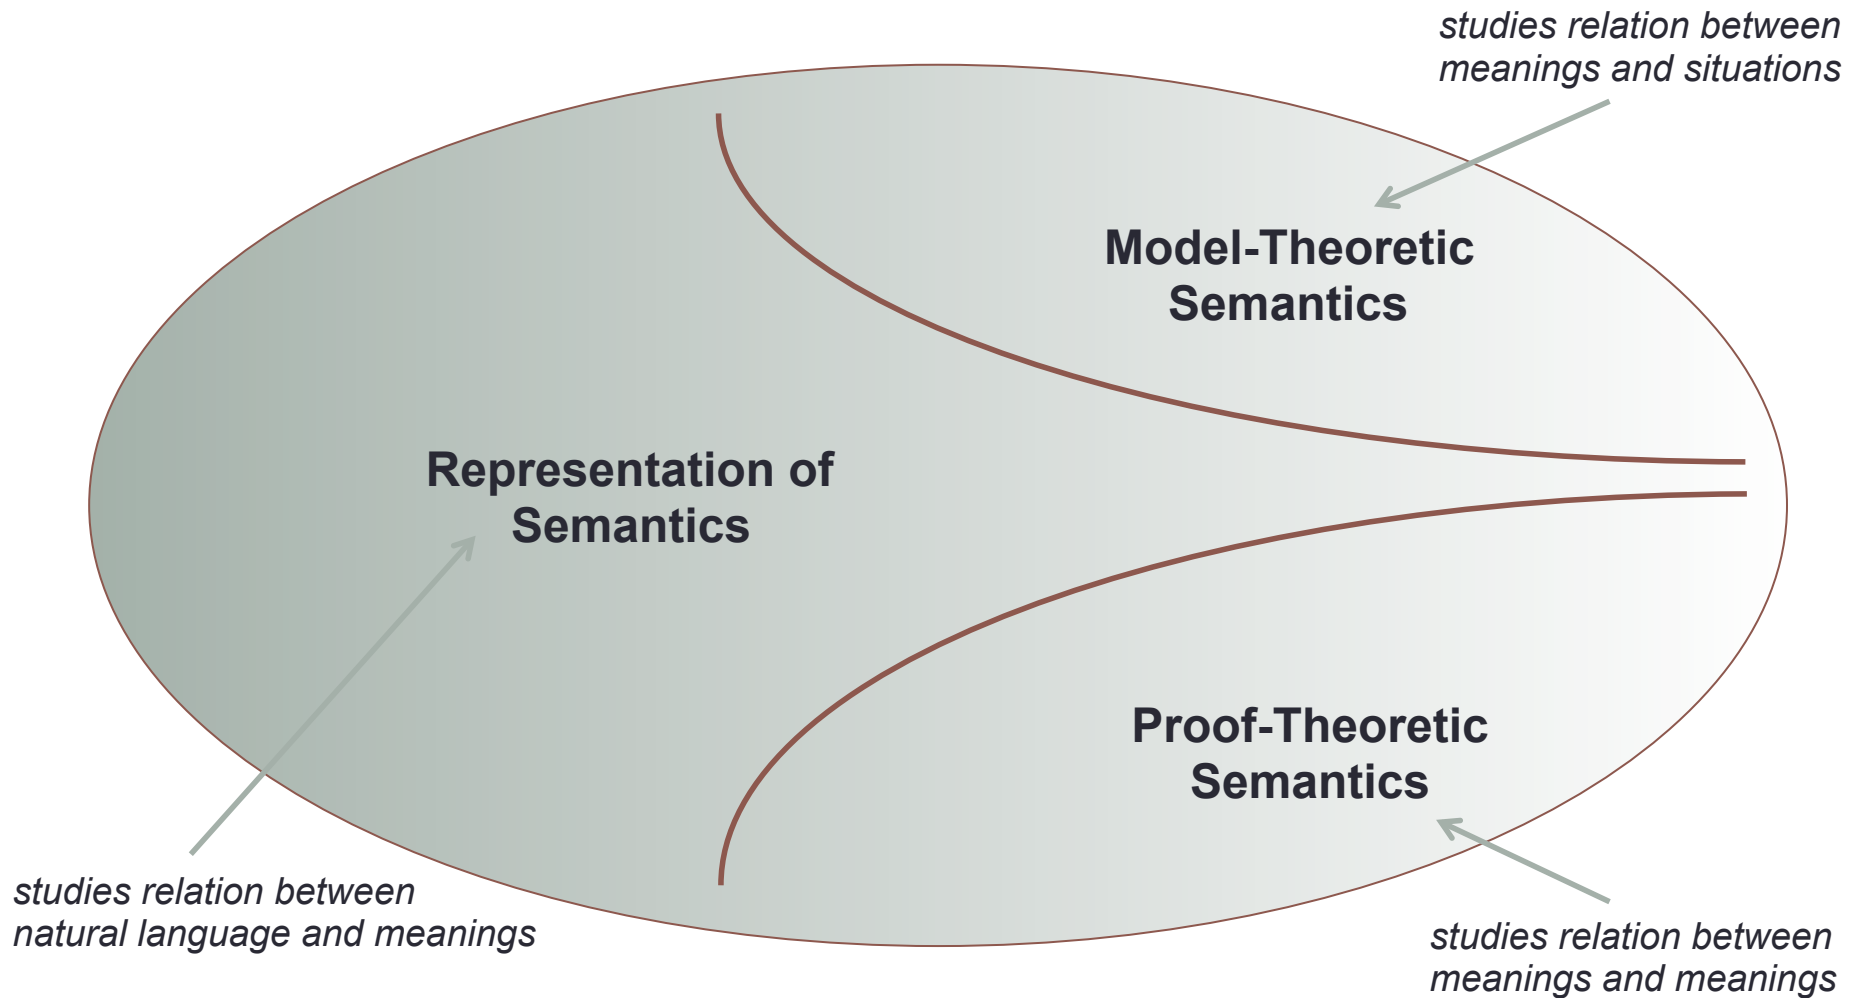 studies relation between
meanings and situations
Model-Theoretic
Semantics
Representation of
Semantics
Proof-Theoretic
Semantics
studies relation between
natural language and meanings
studies relation between
meanings and meanings